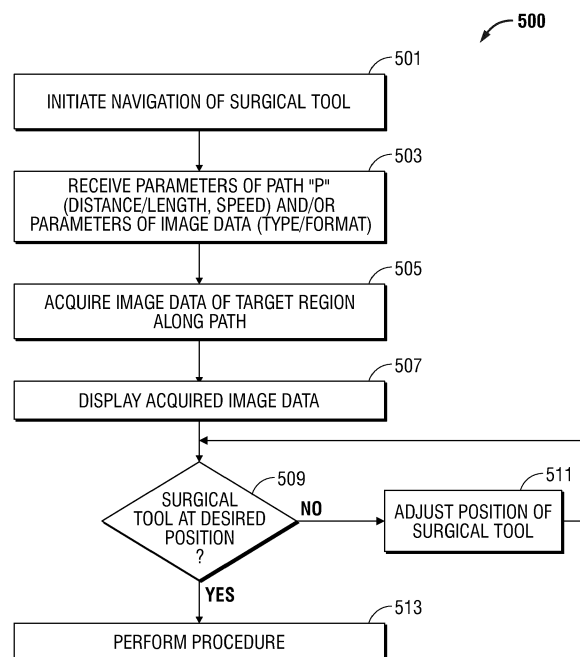 500
501
INITIATE NAVIGATION OF SURGICAL TOOL
503
RECEIVE PARAMETERS OF PATH "P"
(DISTANCE/LENGTH, SPEED) AND/OR
PARAMETERS OF IMAGE DATA (TYPE/FORMAT)
505
ACQUIRE IMAGE DATA OF TARGET REGION
ALONG PATH
507
DISPLAY ACQUIRED IMAGE DATA
509
SURGICAL
TOOL AT DESIRED
POSITION
?
NO
511
ADJUST POSITION OF
SURGICAL TOOL
YES
513
PERFORM PROCEDURE